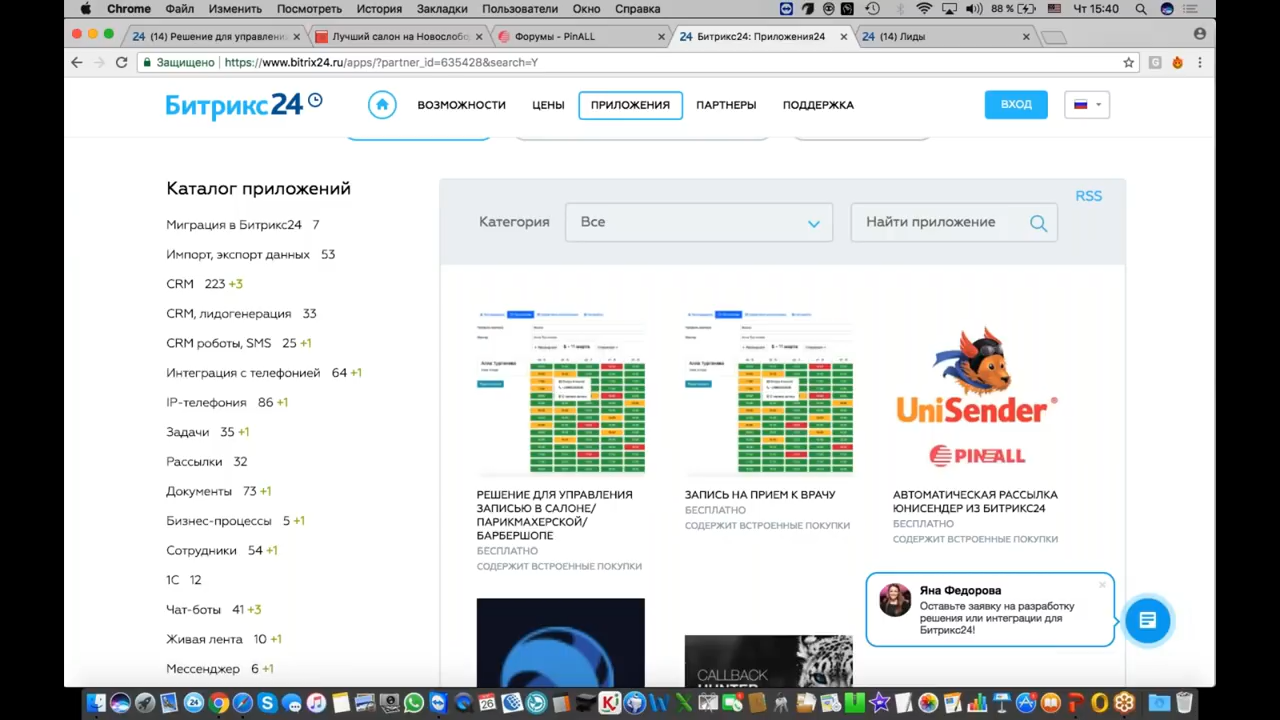 Chrome Файл Изменить Посмотреть История Закладки Пользователи Окно Справка 88 % Чт 15:40
24 (14) Решение для управлени Лучший салон на Новослобо Форумы - PinALL 24 Битрикс24: Приложения24 24 (14) Лиды
Защищено https://www.bitrix24.ru/apps/?partner_id=635428&search=Y
Битрикс24 ВОЗМОЖНОСТИ ЦЕНЫ ПРИЛОЖЕНИЯ ПАРТНЕРЫ ПОДДЕРЖКА ВХОД
Каталог приложений
Миграция в Битрикс24 7
Импорт, экспорт данных 53
CRM 223 +3
CRM, лидогенерация 33
CRM роботы, SMS 25 +1
Интеграция с телефонией 64 +1
IP-телефония 86 +1
Задачи 35 +1
Рассылки 32
Документы 73 +1
Бизнес-процессы 5 +1
Сотрудники 54 +1
1С 12
Чат-боты 41 +3
Живая лента 10 +1
Мессенджер 6 +1
RSS
Категория Все Найти приложение
РЕШЕНИЕ ДЛЯ УПРАВЛЕНИЯ
ЗАПИСЬЮ В САЛОНЕ/
ПАРИКМАХЕРСКОЙ/
БАРБЕРШОПЕ
БЕСПЛАТНО
СОДЕРЖИТ ВСТРОЕННЫЕ ПОКУПКИ
ЗАПИСЬ НА ПРИЕМ К ВРАЧУ
БЕСПЛАТНО
СОДЕРЖИТ ВСТРОЕННЫЕ ПОКУПКИ
UniSender®
PINALL
АВТОМАТИЧЕСКАЯ РАССЫЛКА
ЮНИСЕНДЕР ИЗ БИТРИКС24
БЕСПЛАТНО
СОДЕРЖИТ ВСТРОЕННЫЕ ПОКУПКИ
CALLBACK
Яна Федорова
Оставьте заявку на разработку
решения или интеграции для
Битрикс24!